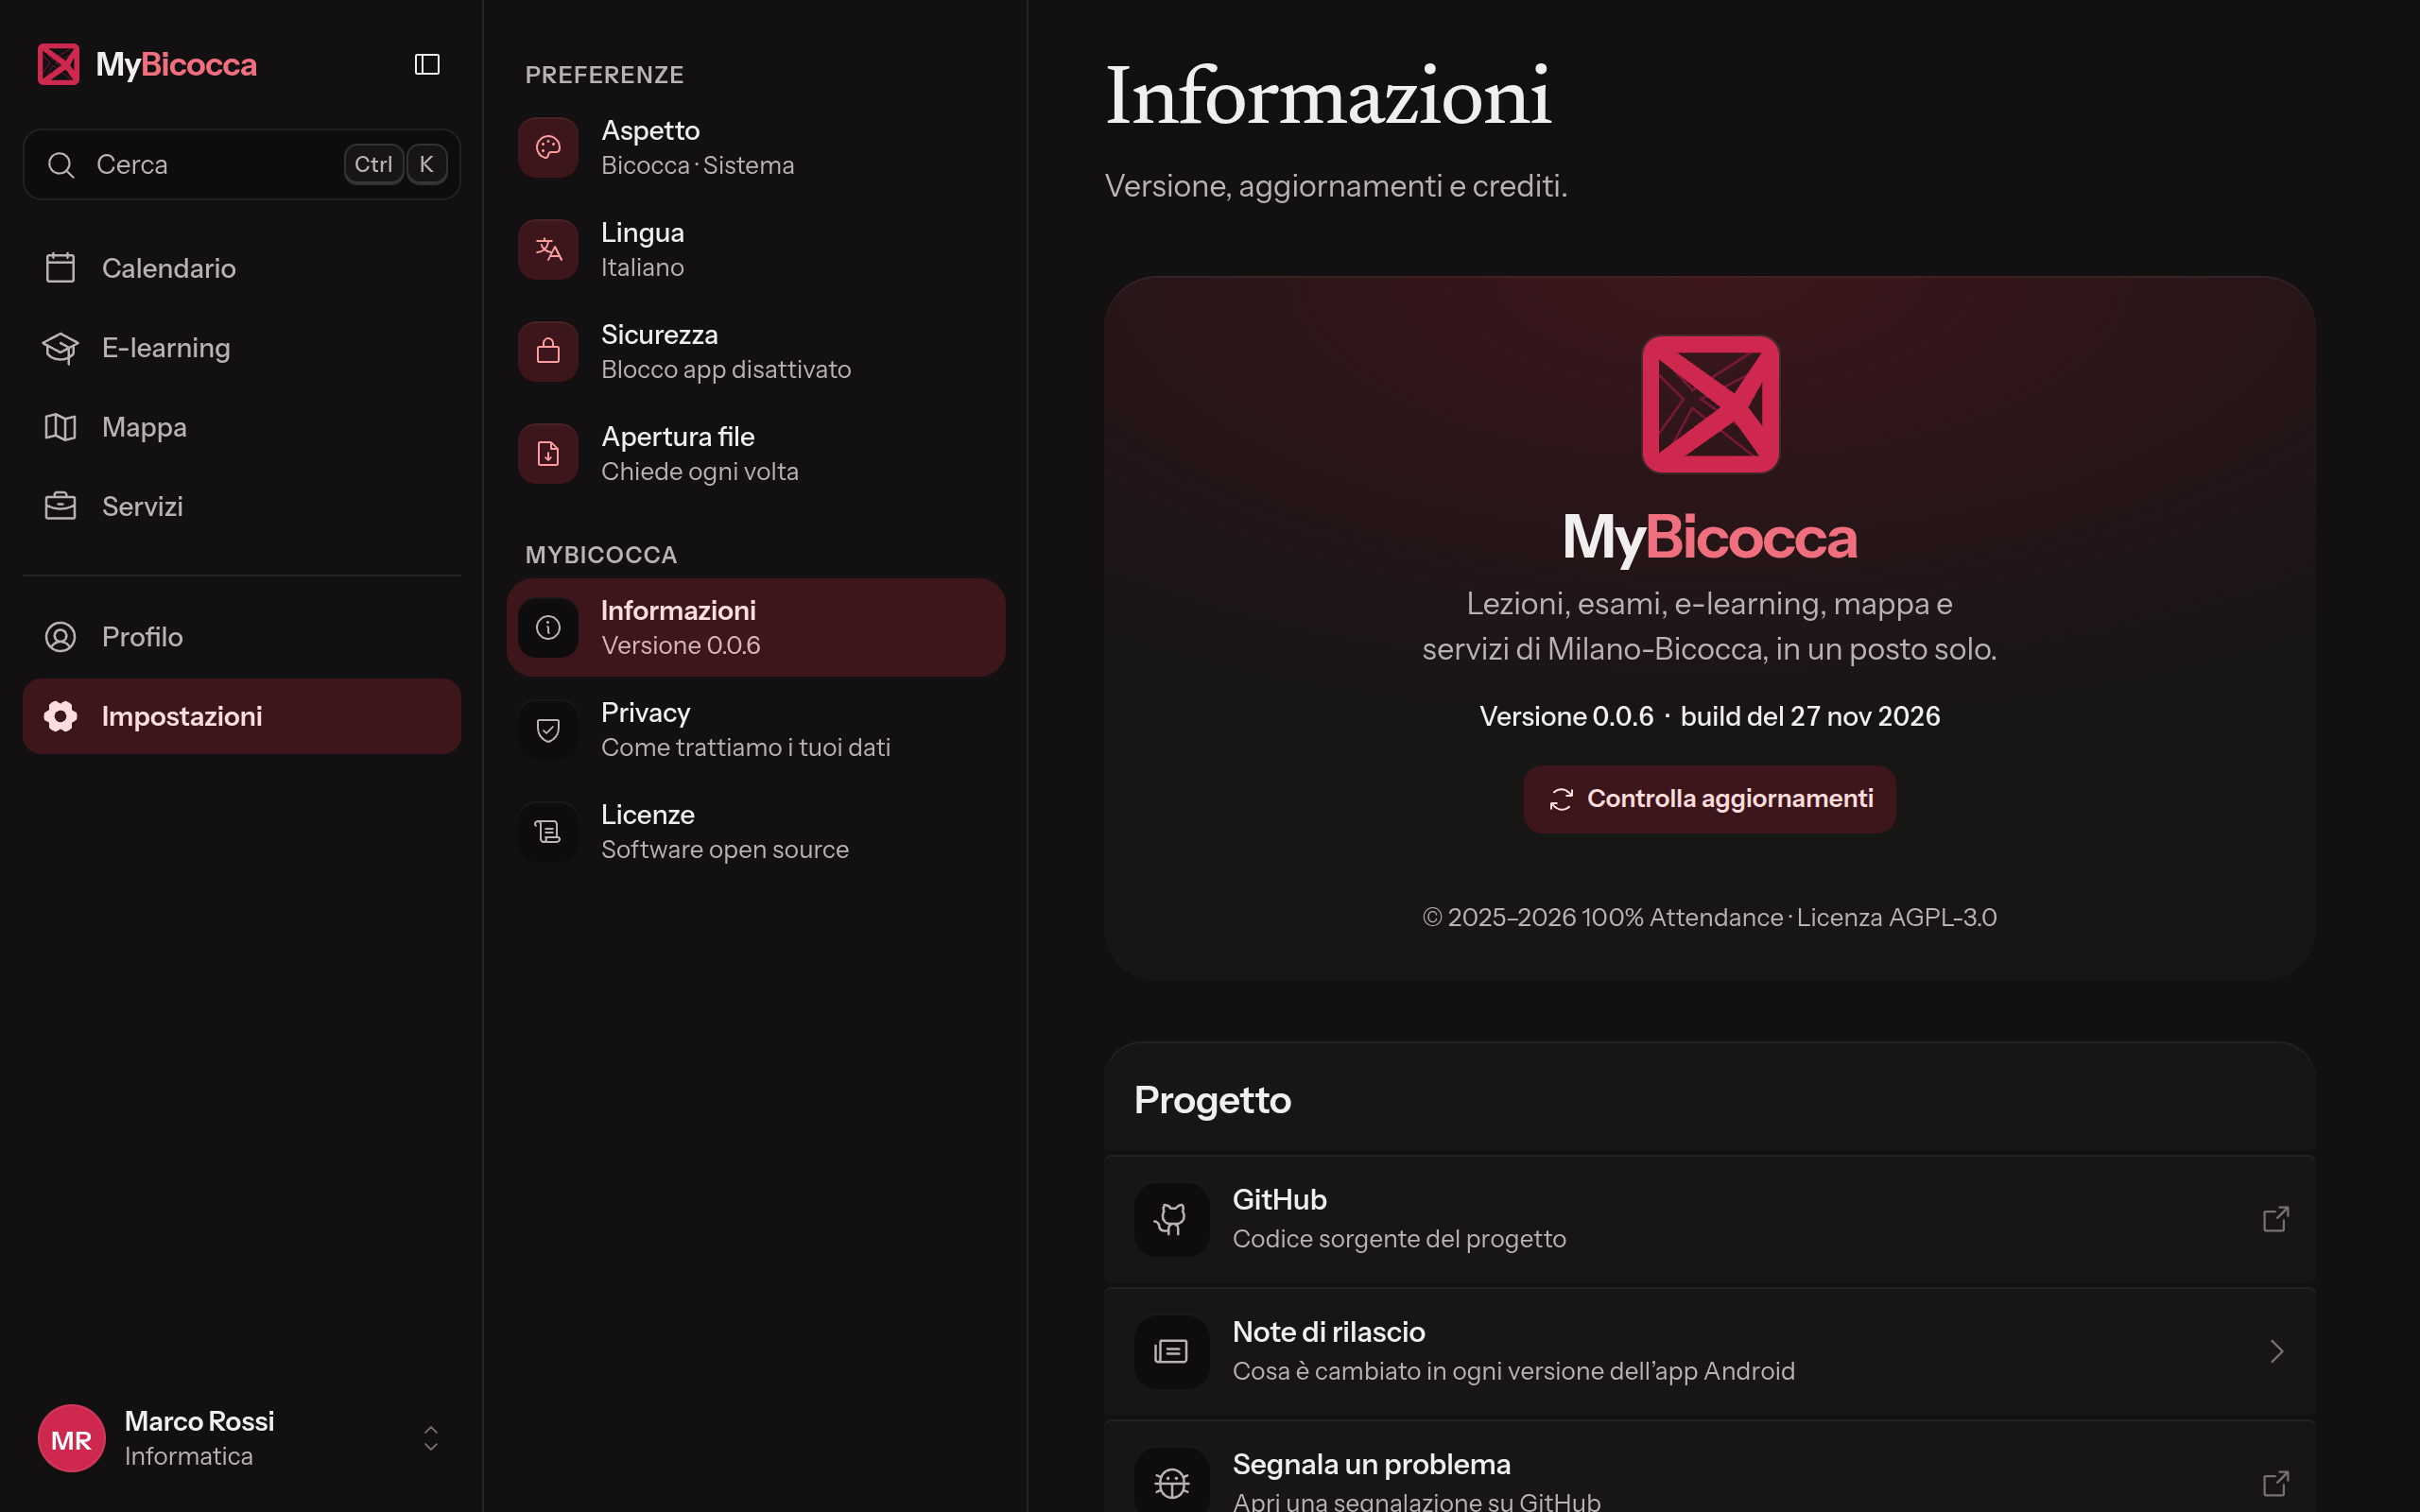 MyBicocca
Cerca
Ctrl K
Calendario
E-learning
Mappa
Servizi
Profilo
Impostazioni
Marco Rossi
MR
Informatica
PREFERENZE
Aspetto
Bicocca · Sistema
Lingua
Italiano
Sicurezza
Blocco app disattivato
Apertura file
Chiede ogni volta
MYBICOCCA
Informazioni
Versione 0.0.6
Privacy
Come trattiamo i tuoi dati
Licenze
Software open source
Informazioni
Versione, aggiornamenti e crediti.
MyBicocca
Lezioni, esami, e-learning, mappa e
servizi di Milano-Bicocca, in un posto solo.
Versione 0.0.6 · build del 27 nov 2026
Controlla aggiornamenti
© 2025–2026 100% Attendance · Licenza AGPL-3.0
Progetto
GitHub
Codice sorgente del progetto
Note di rilascio
Cosa è cambiato in ogni versione dell’app Android
Segnala un problema
Apri una segnalazione su GitHub